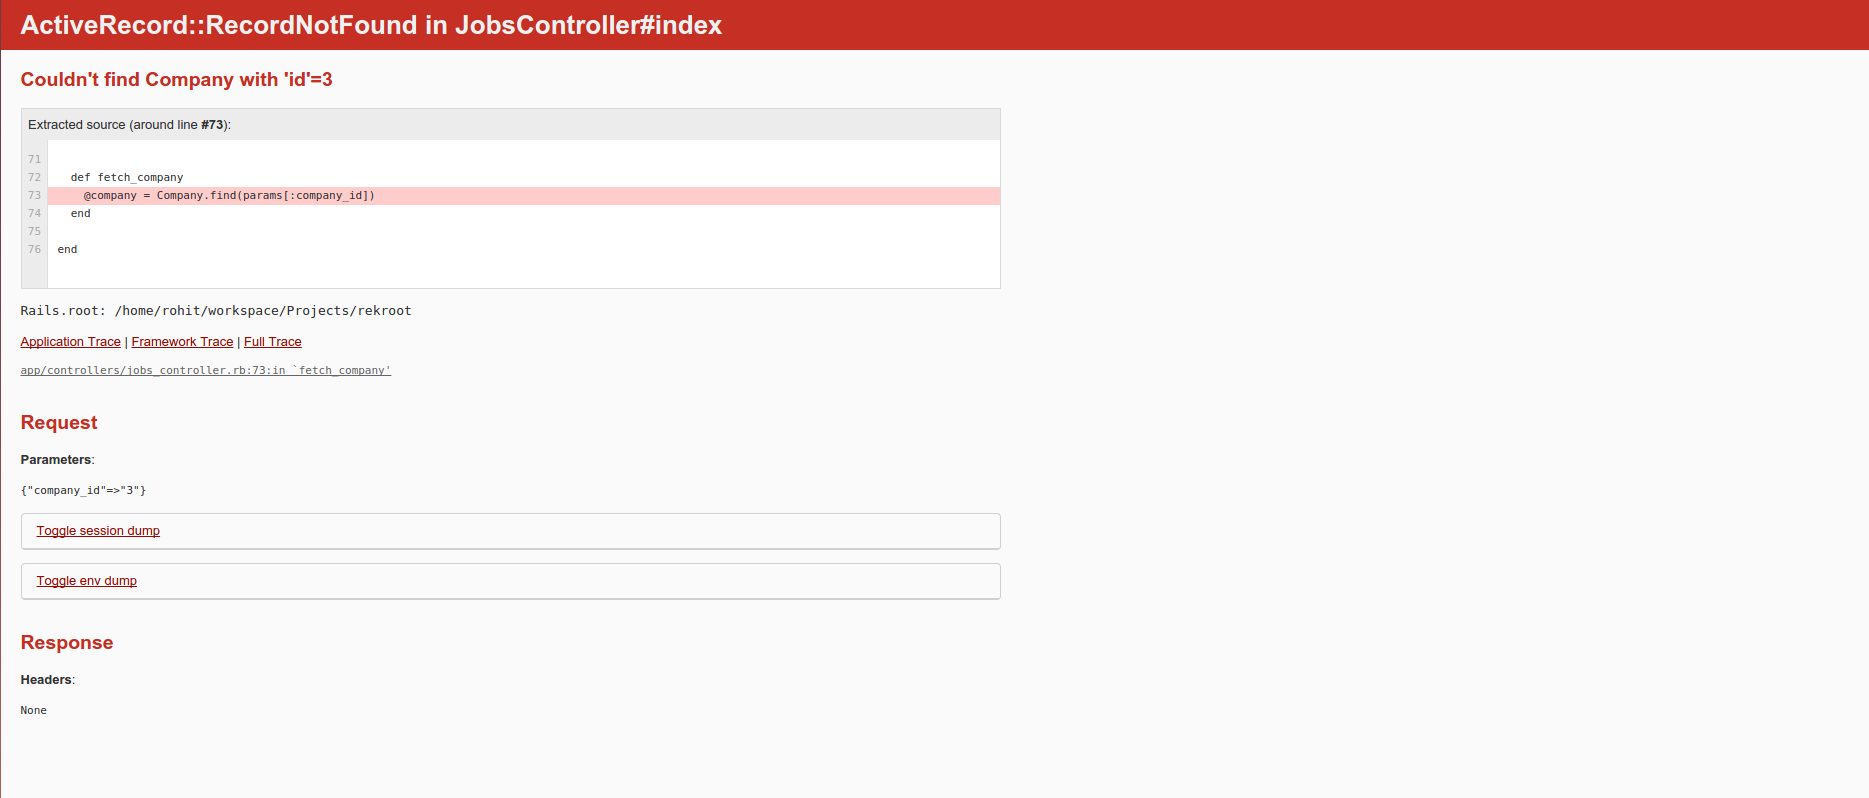 ActiveRecord::RecordNotFound in JobsController#index
Couldn't find Company with 'id'=3
Extracted source (around line #73):
71
72 def fetch_company
73 @company = Company.find(params[:company_id])
74 end
75
76 end
Rails.root: /home/rohit/workspace/Projects/rekroot
Application Trace | Framework Trace | Full Trace
app/controllers/jobs_controller.rb:73:in `fetch_company'
Request
Parameters:
{"company_id"=>"3"}
Toggle session dump
Toggle env dump
Response
Headers:
None